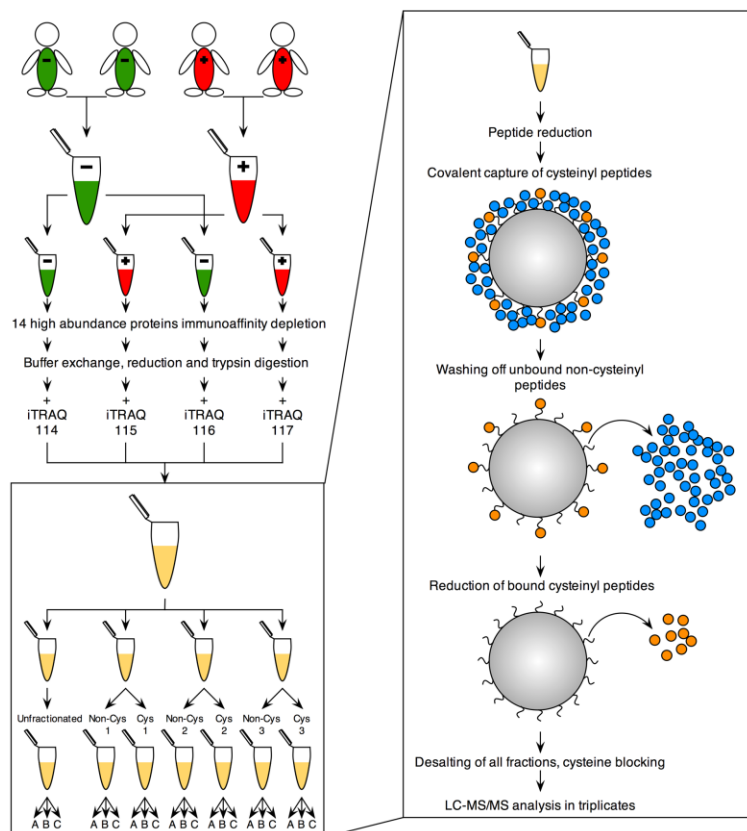 − − + +
− +
− + − +
14 high abundance proteins immunoaffinity depletion
Buffer exchange, reduction and trypsin digestion
+ + + +
iTRAQ iTRAQ iTRAQ iTRAQ
114 115 116 117
Unfractionated Non-Cys Cys Non-Cys Cys Non-Cys Cys
1 1 2 2 3 3
A B C A B C A B C A B C A B C A B C A B C
Peptide reduction
Covalent capture of cysteinyl peptides
Washing off unbound non-cysteinyl
peptides
Reduction of bound cysteinyl peptides
Desalting of all fractions, cysteine blocking
LC-MS/MS analysis in triplicates